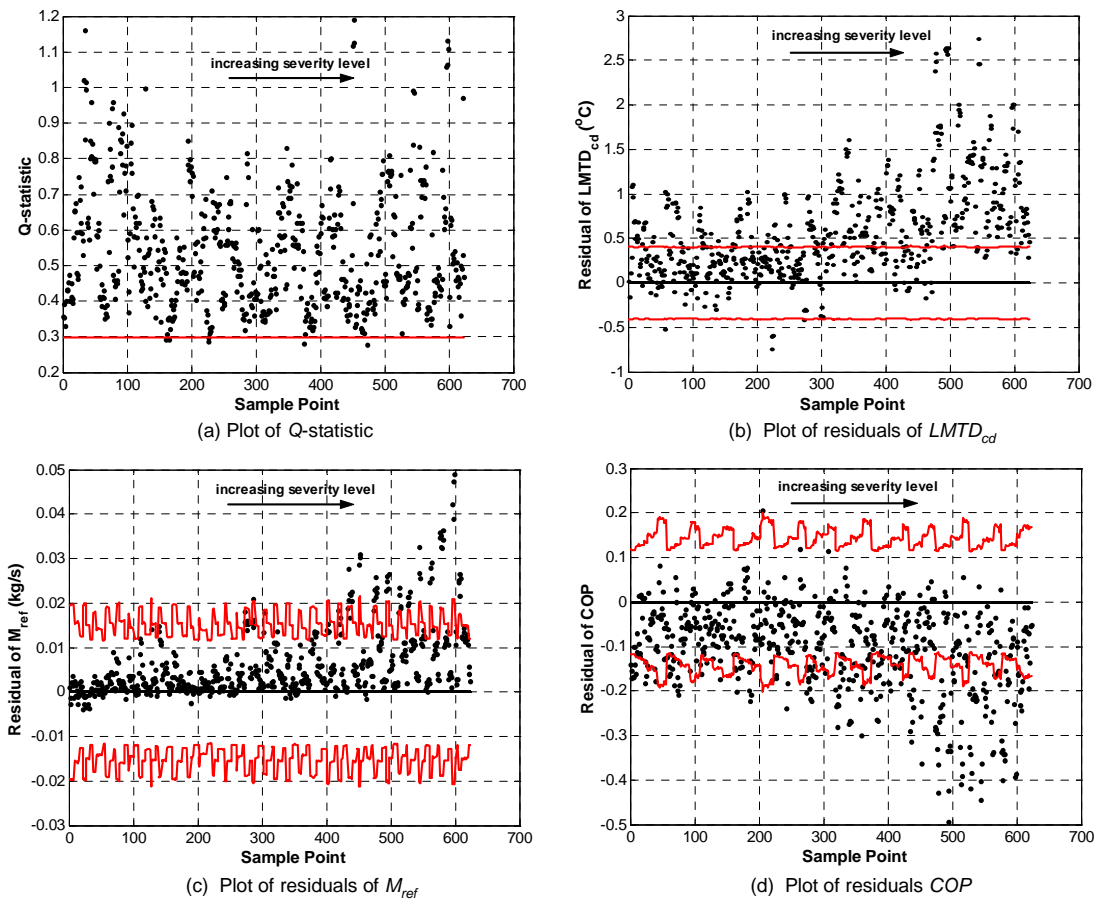 1.2
1.1
1
0.9
0.8
0.7
0.6
0.5
0.4
0.3
0.2
Q-statistic
increasing severity level
0 100 200 300 400 500 600 700
Sample Point
(a) Plot of Q-statistic
3
2.5
2
1.5
1
0.5
0
-0.5
-1
Residual of LMTD_cd (°C)
increasing severity level
0 100 200 300 400 500 600 700
Sample Point
(b) Plot of residuals of LMTD_cd
0.05
0.04
0.03
0.02
0.01
0
-0.01
-0.02
-0.03
Residual of M_ref (kg/s)
increasing severity level
0 100 200 300 400 500 600 700
Sample Point
(c) Plot of residuals of M_ref
0.3
0.2
0.1
0
-0.1
-0.2
-0.3
-0.4
-0.5
Residual of COP
increasing severity level
0 100 200 300 400 500 600 700
Sample Point
(d) Plot of residuals COP